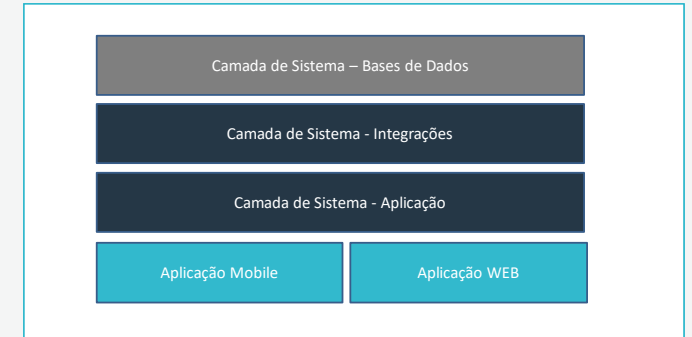 Camada de Sistema – Bases de Dados
Camada de Sistema - Integrações
Camada de Sistema - Aplicação
Aplicação Mobile
Aplicação WEB